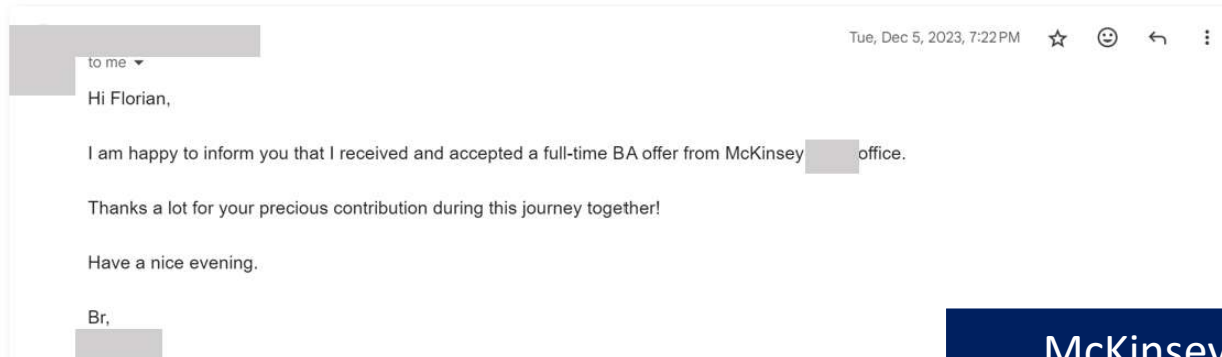 Tue, Dec 5, 2023, 7:22 PM
to me
Hi Florian,
I am happy to inform you that I received and accepted a full-time BA offer from McKinsey office.
Thanks a lot for your precious contribution during this journey together!
Have a nice evening.
Br,
McKinsey